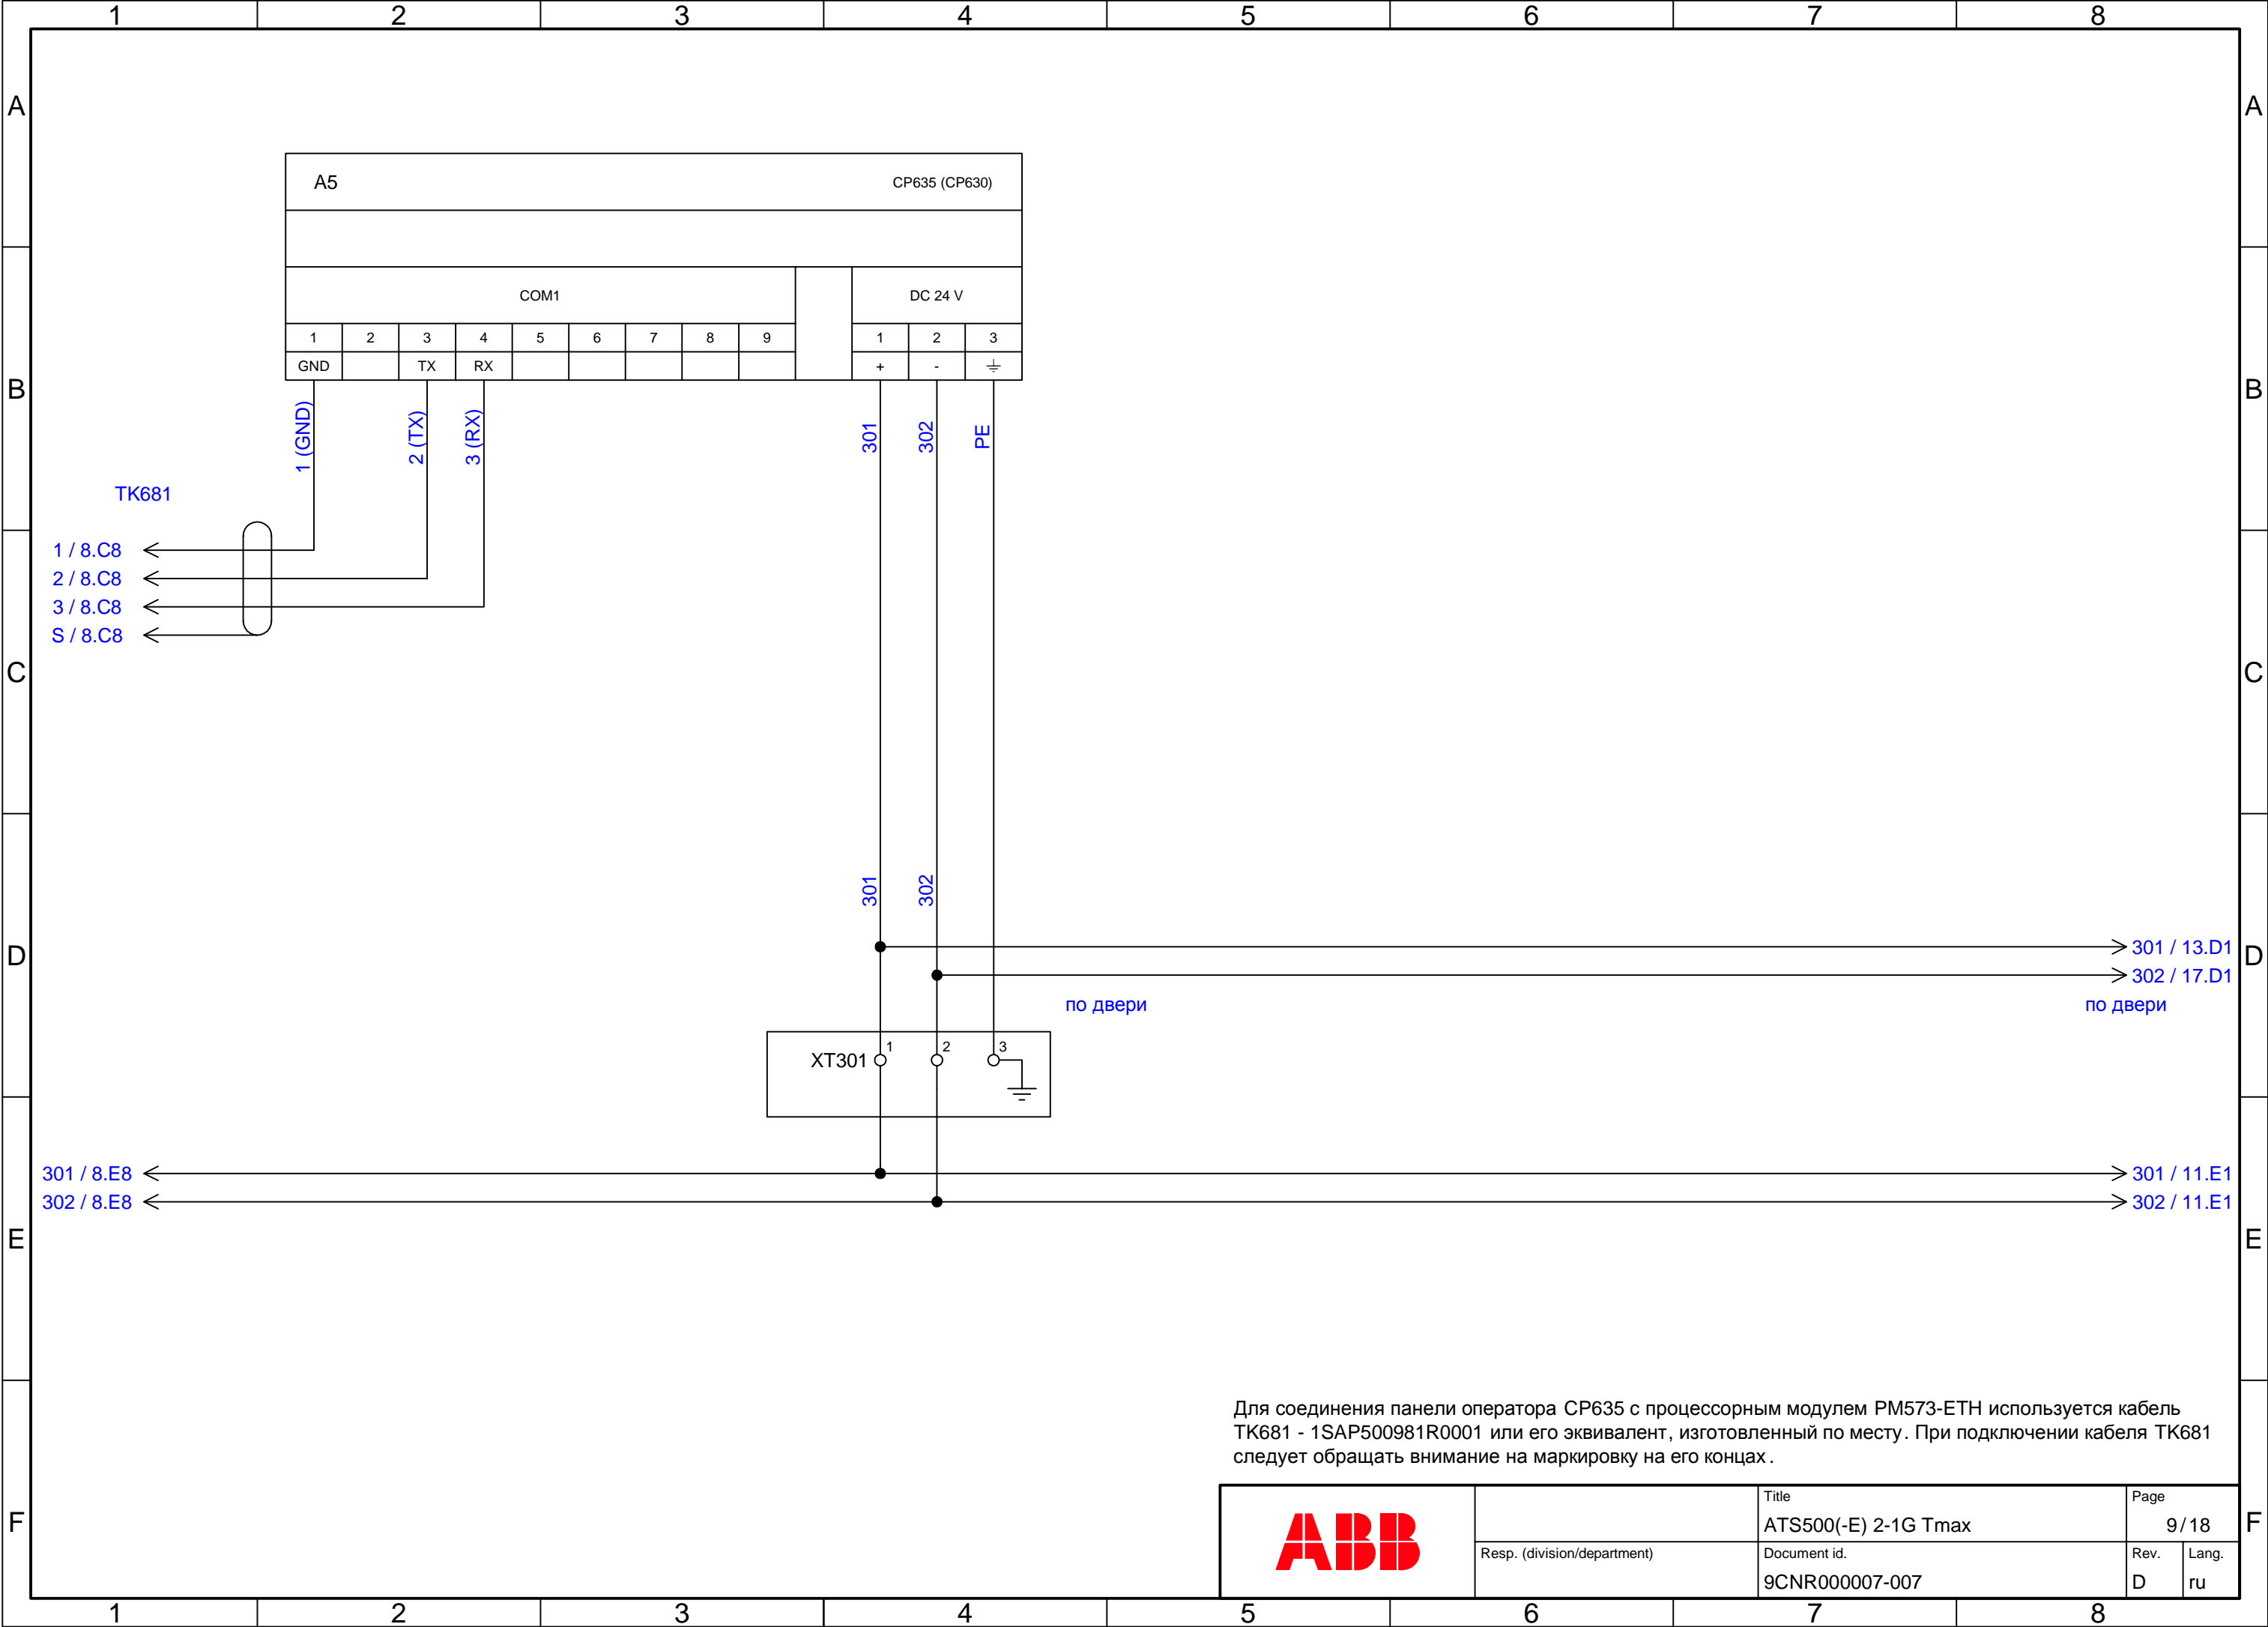 1 2 3 4 5 6 7 8
A A
A5 CP635 (CP630)
COM1 DC 24 V
1 2 3 4 5 6 7 8 9 1 2 3
GND TX RX + -
B B
1 (GND) 2 (TX) 3 (RX) 301 302 PE
TK681
1 / 8.C8
2 / 8.C8
3 / 8.C8
S / 8.C8
C C
301 302
D D
301 / 13.D1
302 / 17.D1
по двери по двери
XT301 1 2 3
301 / 8.E8 301 / 11.E1
302 / 8.E8 302 / 11.E1
E E
Для соединения панели оператора CP635 с процессорным модулем PM573-ETH используется кабель
TK681 - 1SAP500981R0001 или его эквивалент, изготовленный по месту. При подключении кабеля TK681
следует обращать внимание на маркировку на его концах.
F F
ABB
Title Page
ATS500(-E) 2-1G Tmax 9/18
Resp. (division/department) Document id. Rev. Lang.
9CNR000007-007 D ru
1 2 3 4 5 6 7 8